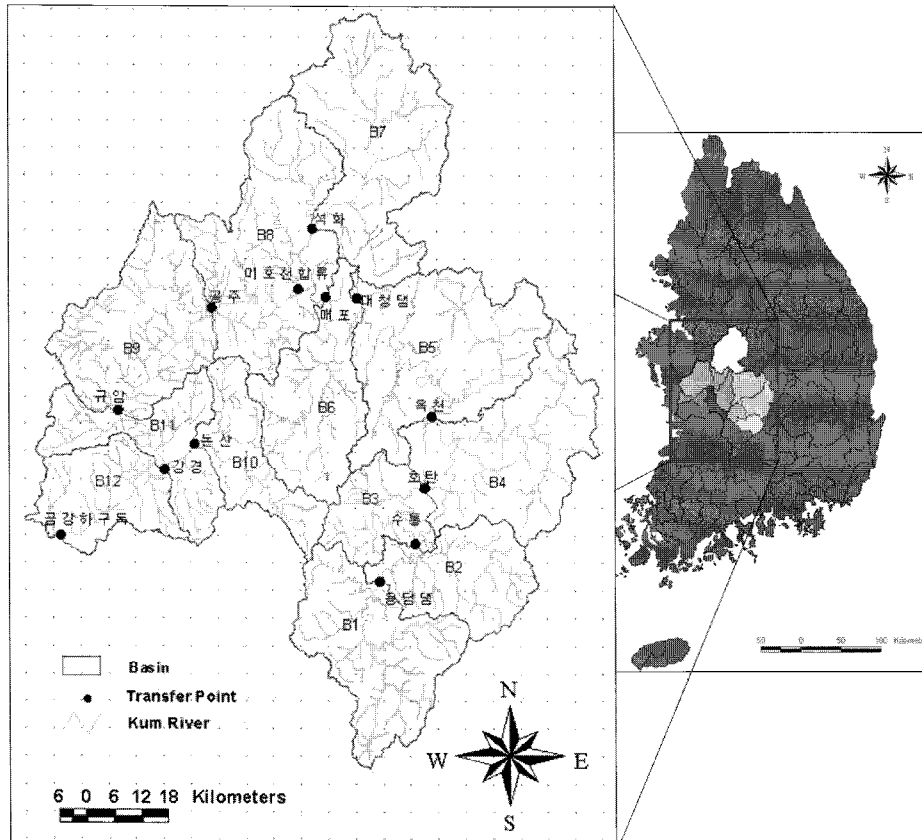 B7
석화
B8
미호천합류
공주
매포
대청댐
B9
B5
B6
규암
B11
옥천
논산
강경
B10
B12
호탄
B4
B3
수통
금강하구둑
B2
용담댐
B1
Basin
Transfer Point
Kum River
6 0 6 12 18 Kilometers
N
W E
S
N
S
50 0 50 100 Kilomete